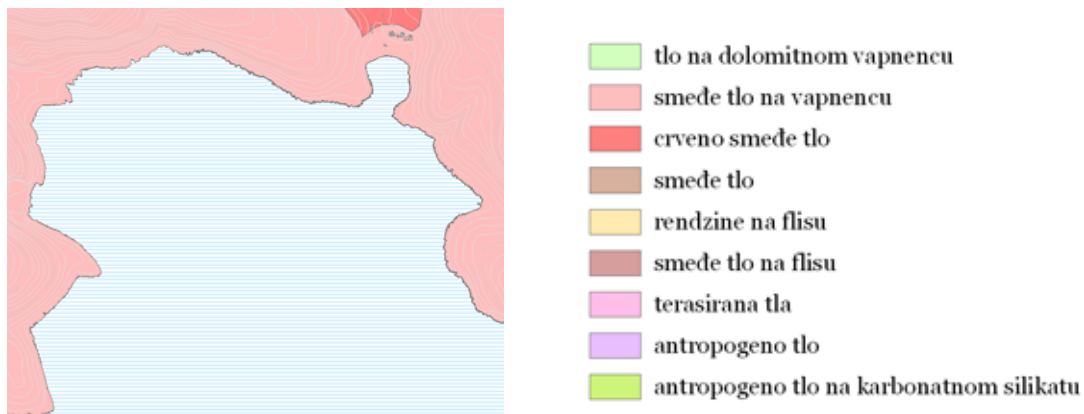 tlo na dolomitnom vapnencu
smeđe tlo na vapnencu
crveno smeđe tlo
smeđe tlo
rendzine na flisu
smeđe tlo na flisu
terasirana tla
antropogeno tlo
antropogeno tlo na karbonatnom silikatu